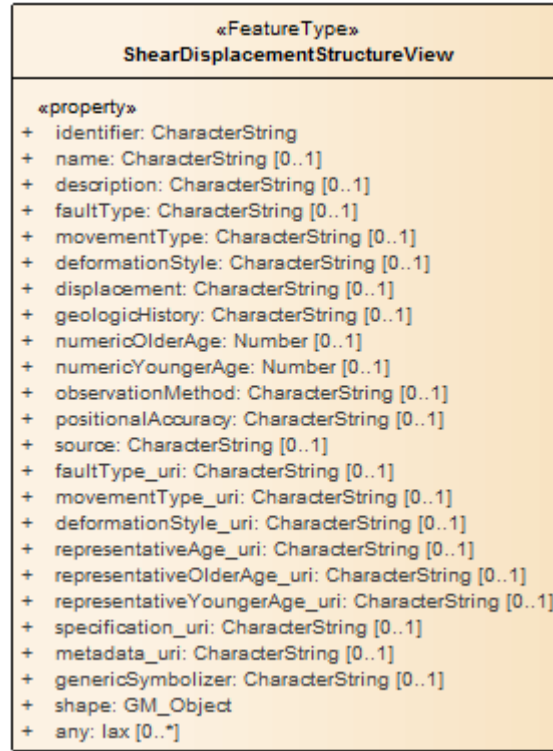 «FeatureType»
ShearDisplacementStructureView
«property»
+ identifier: CharacterString
+ name: CharacterString [0..1]
+ description: CharacterString [0..1]
+ faultType: CharacterString [0..1]
+ movementType: CharacterString [0..1]
+ deformationStyle: CharacterString [0..1]
+ displacement: CharacterString [0..1]
+ geologicHistory: CharacterString [0..1]
+ numericOlderAge: Number [0..1]
+ numericYoungerAge: Number [0..1]
+ observationMethod: CharacterString [0..1]
+ positionalAccuracy: CharacterString [0..1]
+ source: CharacterString [0..1]
+ faultType_uri: CharacterString [0..1]
+ movementType_uri: CharacterString [0..1]
+ deformationStyle_uri: CharacterString [0..1]
+ representativeAge_uri: CharacterString [0..1]
+ representativeOlderAge_uri: CharacterString [0..1]
+ representativeYoungerAge_uri: CharacterString [0..1]
+ specification_uri: CharacterString [0..1]
+ metadata_uri: CharacterString [0..1]
+ genericSymbolizer: CharacterString [0..1]
+ shape: GM_Object
+ any: lax [0..*]